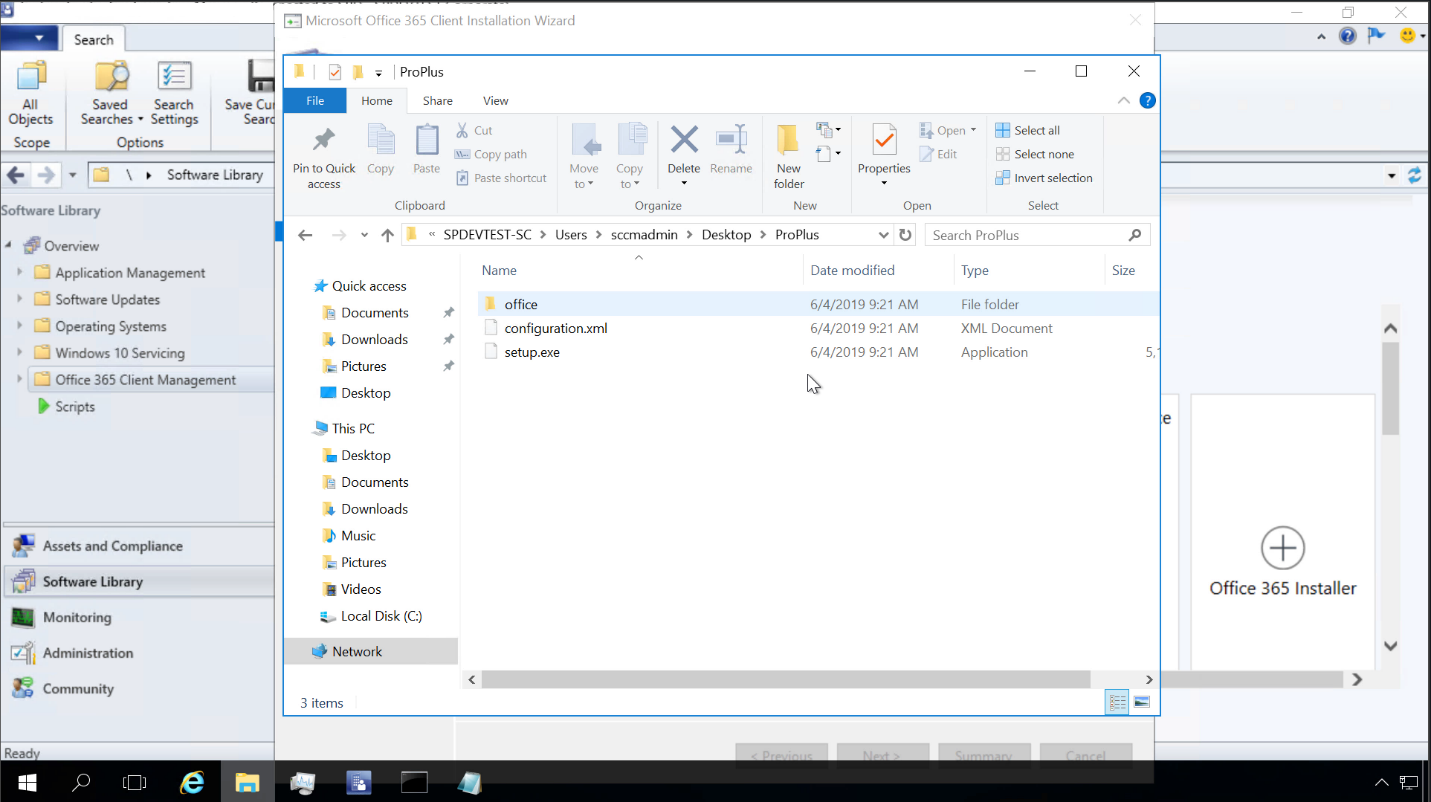 Microsoft Office 365 Client Installation Wizard
Search
All Objects
Saved Searches
Search Settings
Save Cur
Searc
Scope
Options
\ Software Library
Software Library
Overview
Application Management
Software Updates
Operating Systems
Windows 10 Servicing
Office 365 Client Management
Scripts
Assets and Compliance
Software Library
Monitoring
Administration
Community
Ready
ProPlus
File Home Share View
Pin to Quick access
Copy
Paste
Cut
Copy path
Paste shortcut
Clipboard
Move to
Copy to
Delete
Rename
Organize
New folder
New
Properties
Open
Edit
Open
Select all
Select none
Invert selection
Select
« SPDEVTEST-SC > Users > sccmadmin > Desktop > ProPlus
Search ProPlus
Quick access
Documents
Downloads
Pictures
Desktop
This PC
Desktop
Documents
Downloads
Music
Pictures
Videos
Local Disk (C:)
Network
Name Date modified Type Size
office 6/4/2019 9:21 AM File folder
configuration.xml 6/4/2019 9:21 AM XML Document
setup.exe 6/4/2019 9:21 AM Application 5,1
3 items
Office 365 Installer
< Previous Next > Summary Cancel